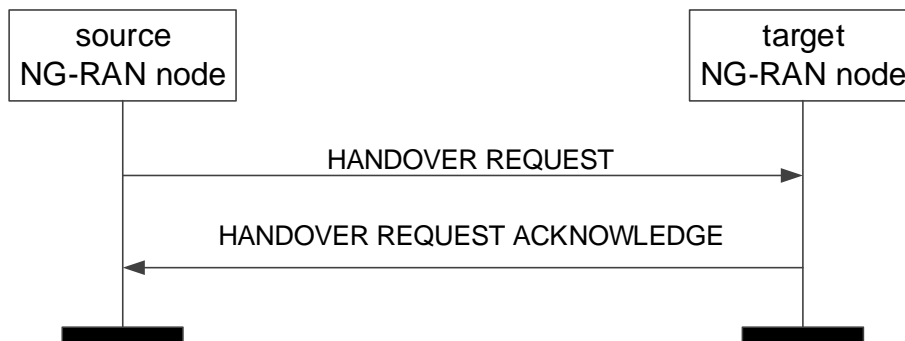 source
NG-RAN node
target
NG-RAN node
HANDOVER REQUEST
HANDOVER REQUEST ACKNOWLEDGE